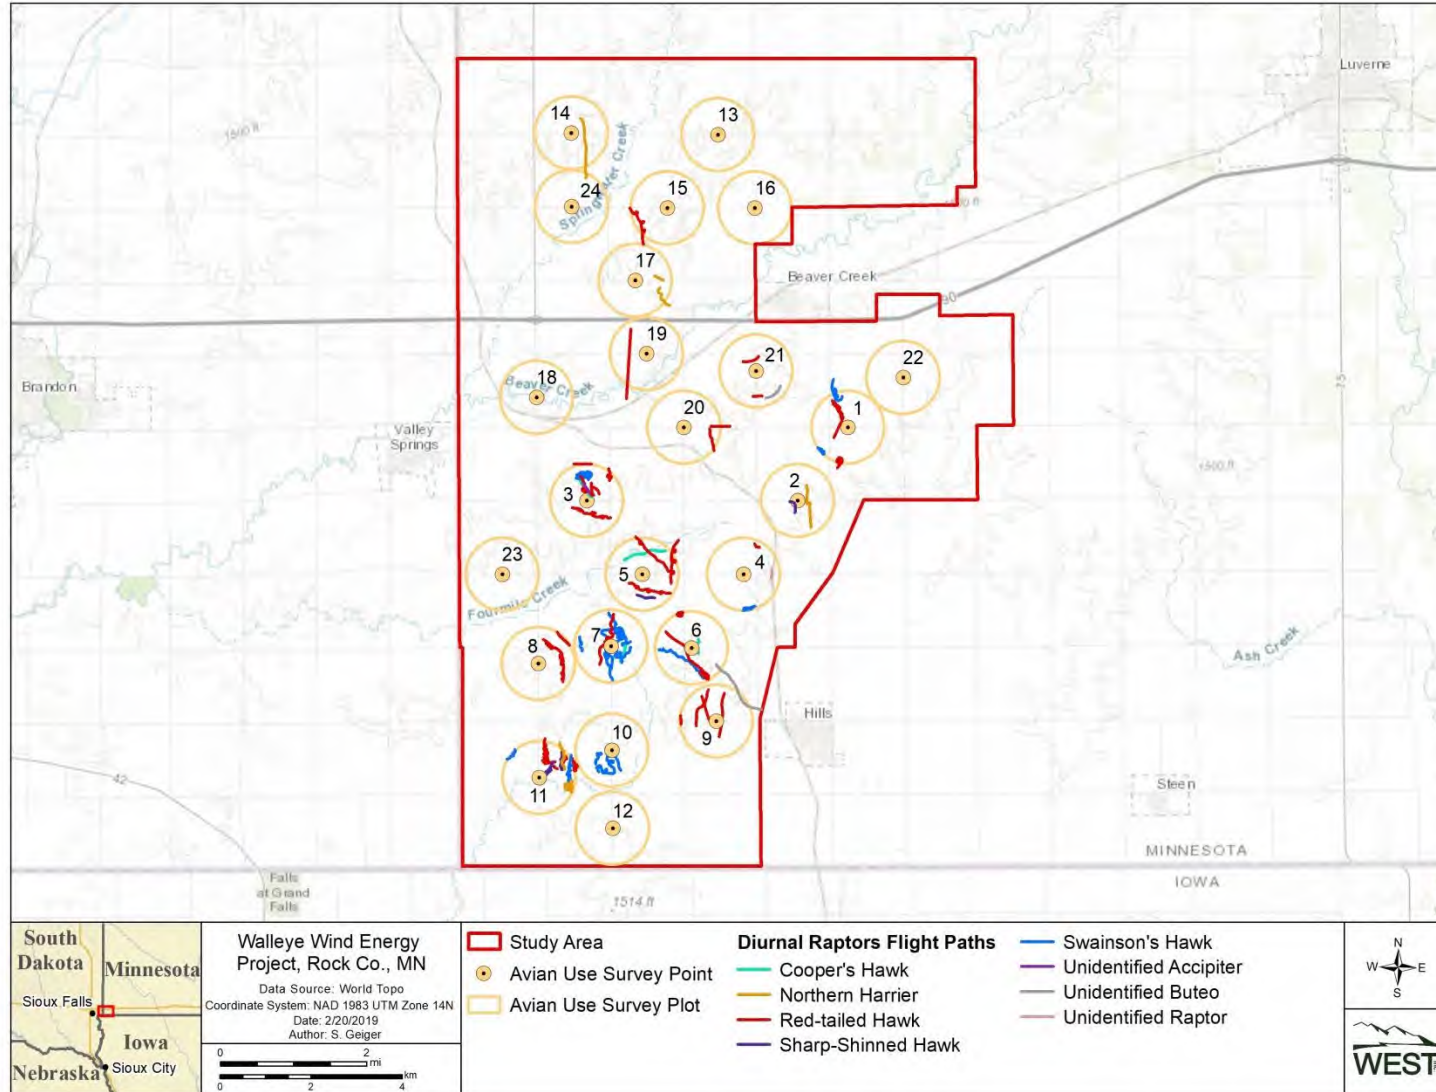 Luverne
1500 ft
14
13
Springwater Creek
24
15
16
17
Beaver Creek
90
19
21
22
Brandon
18
Beaver Creek
75
Valley
Springs
20
1
1500 ft
3
2
23
5
4
Fourmile Creek
7
6
8
Ash Creek
Hills
9
10
11
42
Steen
12
MINNESOTA
IOWA
Falls
at Grand
Falls
1514 ft
South
Dakota
Minnesota
Sioux Falls
Iowa
Nebraska
Sioux City
Walleye Wind Energy
Project, Rock Co., MN
Data Source: World Topo
Coordinate System: NAD 1983 UTM Zone 14N
Date: 2/20/2019
Author: S. Geiger
0 2
mi
km
0 2 4
Study Area
Avian Use Survey Point
Avian Use Survey Plot
Diurnal Raptors Flight Paths
Cooper's Hawk
Northern Harrier
Red-tailed Hawk
Sharp-Shinned Hawk
Swainson's Hawk
Unidentified Accipiter
Unidentified Buteo
Unidentified Raptor
N
W E
S
WEST